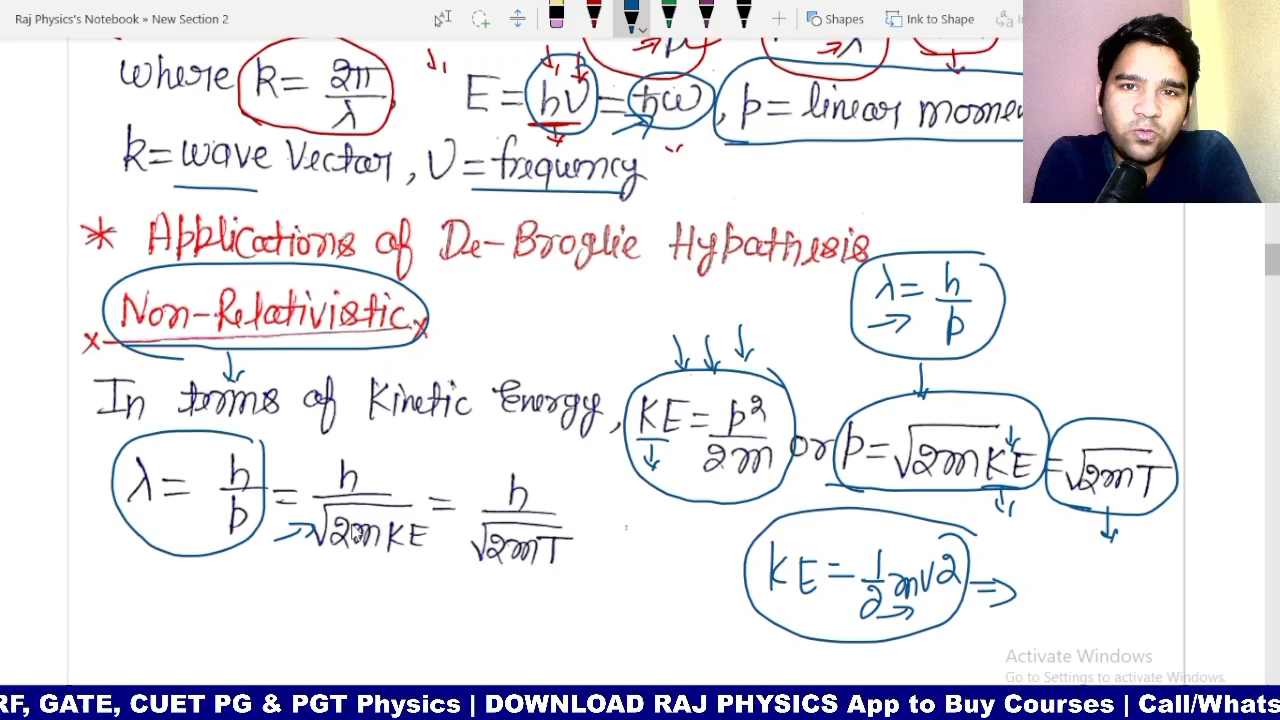 Raj Physics's Notebook » New Section 2
Shapes
Ink to Shape
where k = 2π/λ
E = hν = ħω, p = linear mome
k = wave vector, ν = frequency
* Applications of De-Broglie Hypothesis
λ = h/p
Non-Relativistic
In terms of Kinetic Energy, KE = p²/2m or p = √2mKE = √2mT
λ = h/p = h/√2mKE = h/√2mT
KE = 1/2 mv² ⇒
Activate Windows
Go to Settings to activate Windows.
RF, GATE, CUET PG & PGT Physics | DOWNLOAD RAJ PHYSICS App to Buy Courses | Call/Whats